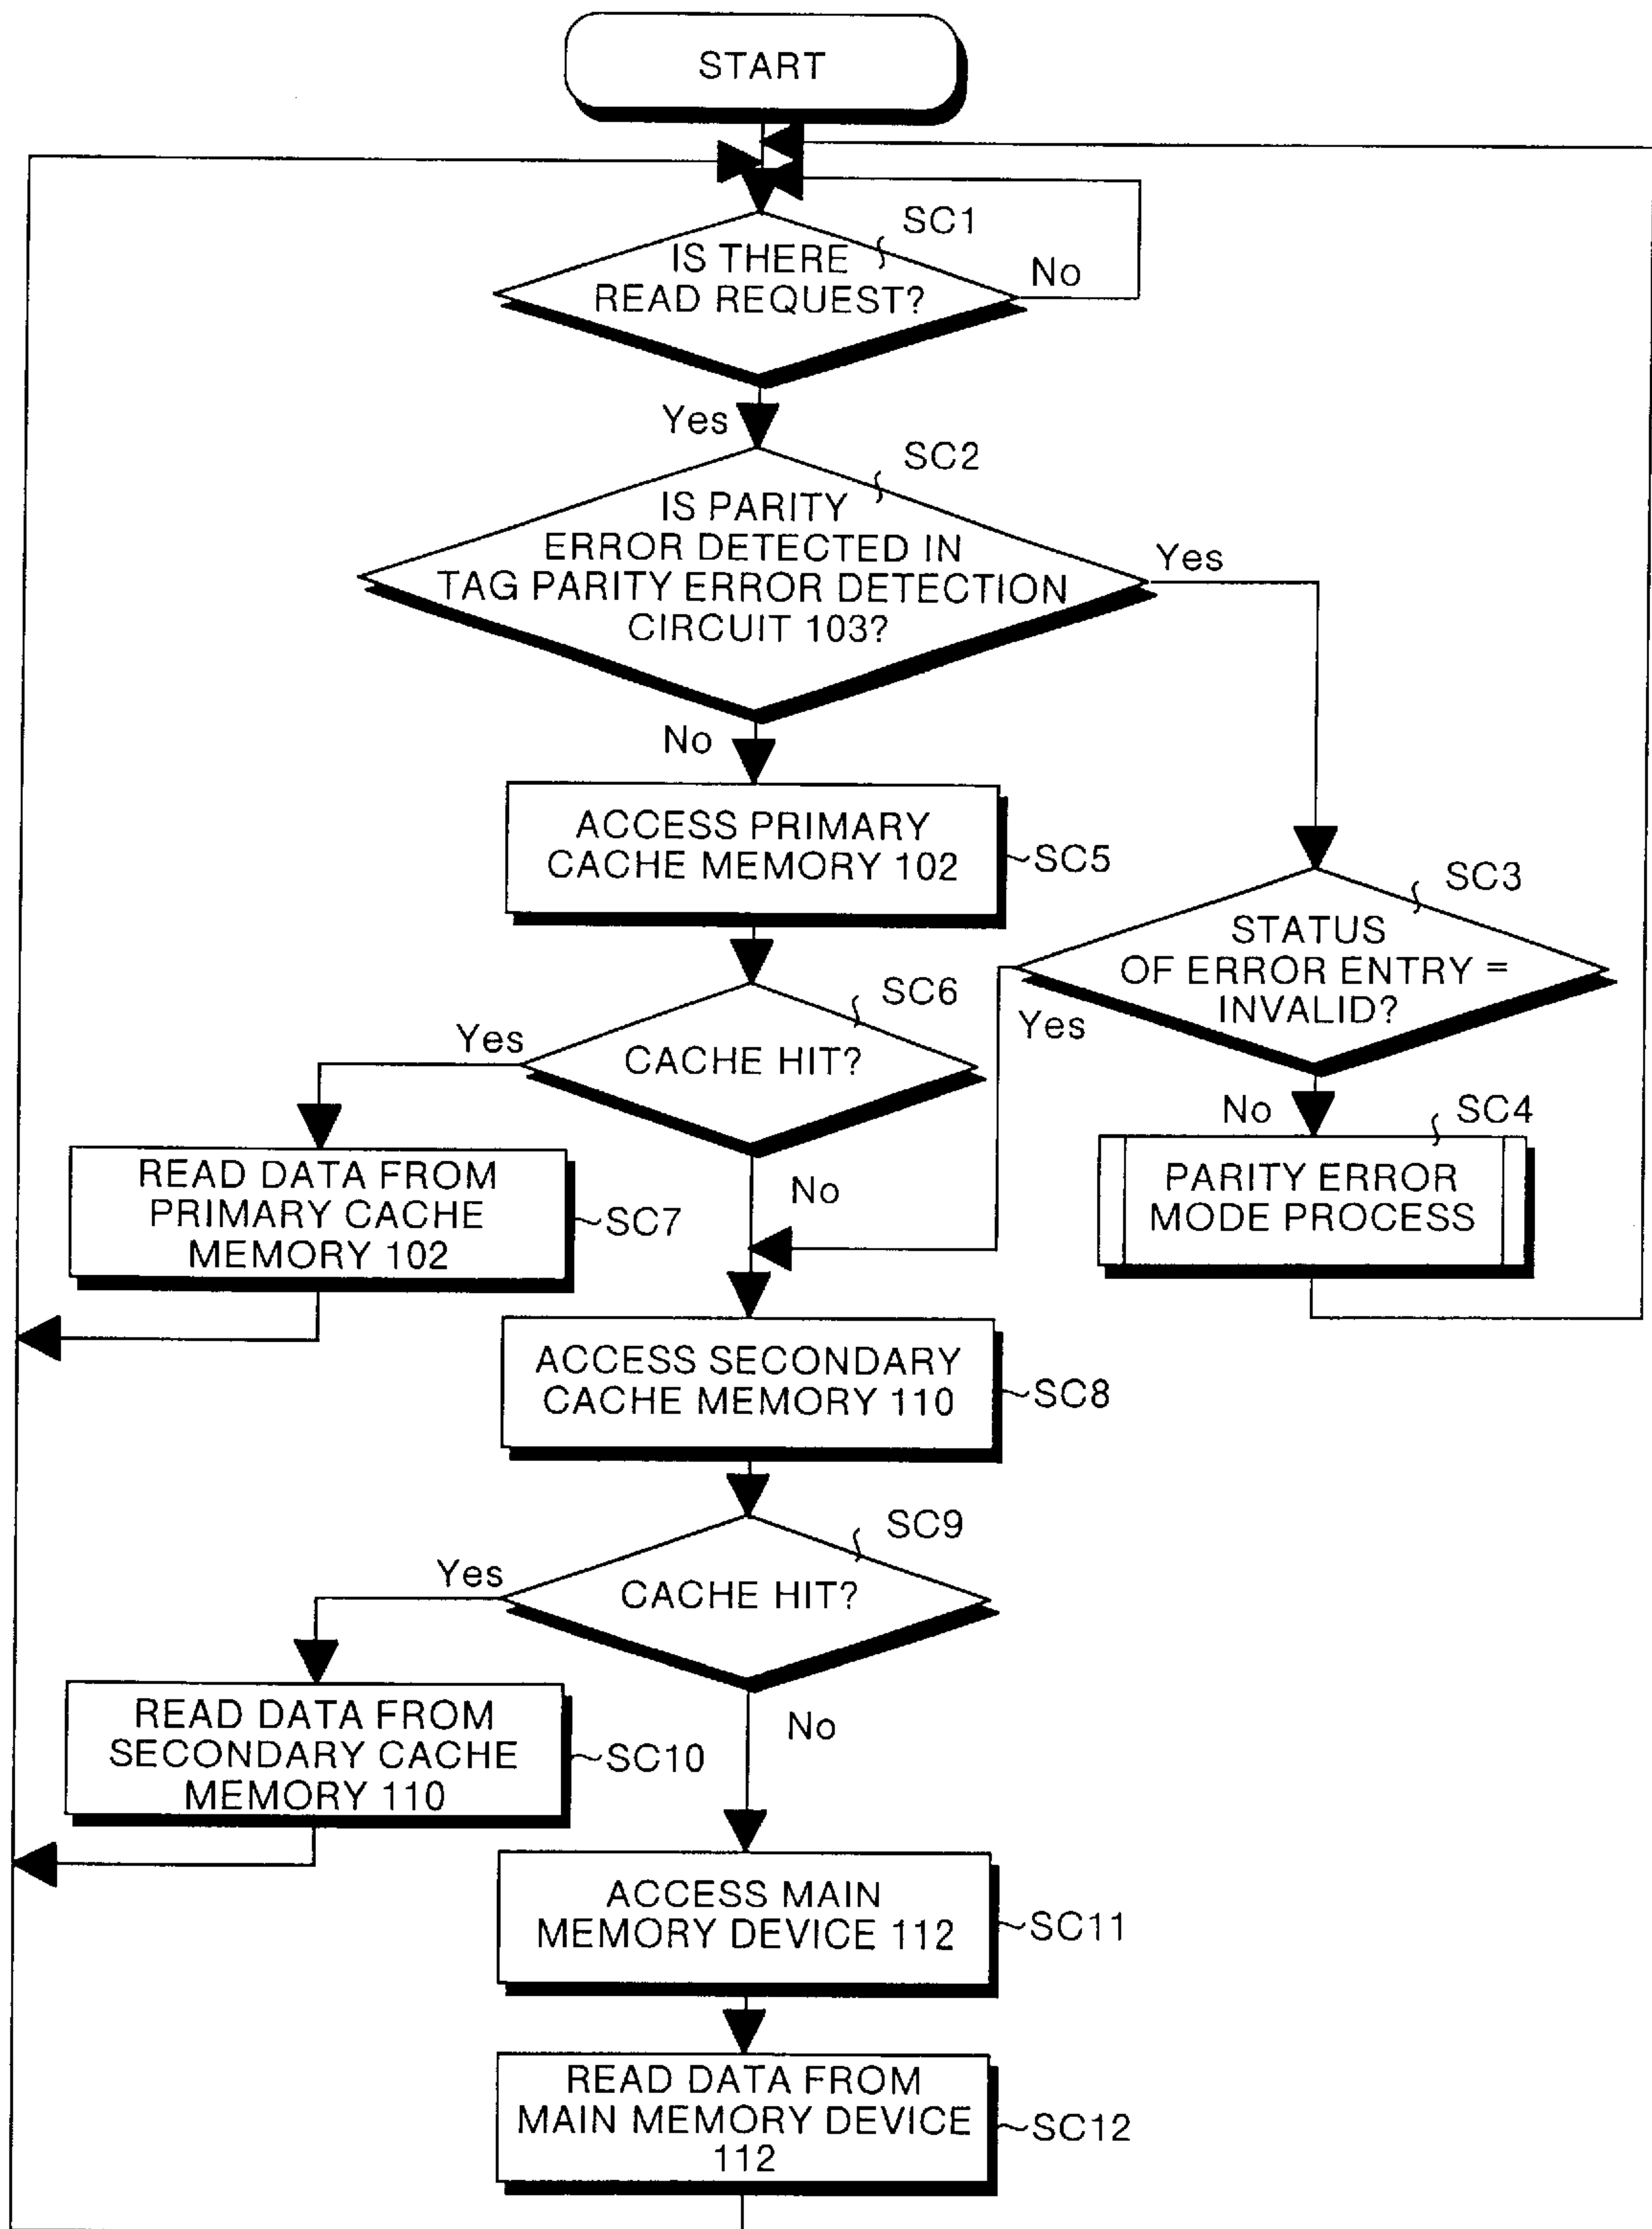 START
SC1
IS THERE
READ REQUEST?
No
Yes
SC2
IS PARITY
ERROR DETECTED IN
TAG PARITY ERROR DETECTION
CIRCUIT 103?
Yes
No
ACCESS PRIMARY
CACHE MEMORY 102
SC5
SC3
STATUS
OF ERROR ENTRY =
INVALID?
Yes
No
SC6
CACHE HIT?
Yes
No
SC4
PARITY ERROR
MODE PROCESS
READ DATA FROM
PRIMARY CACHE
MEMORY 102
SC7
ACCESS SECONDARY
CACHE MEMORY 110
SC8
SC9
CACHE HIT?
Yes
No
READ DATA FROM
SECONDARY CACHE
MEMORY 110
SC10
ACCESS MAIN
MEMORY DEVICE 112
SC11
READ DATA FROM
MAIN MEMORY DEVICE
112
SC12